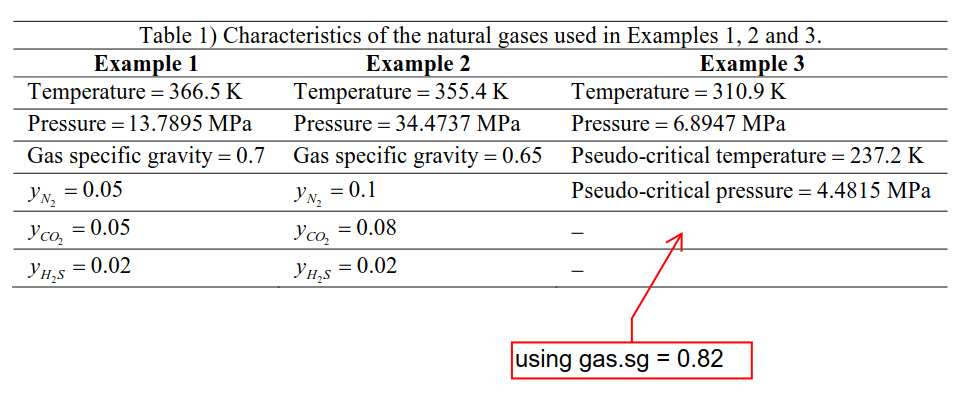 Table 1) Characteristics of the natural gases used in Examples 1, 2 and 3.
Example 1 Example 2 Example 3
Temperature = 366.5 K Temperature = 355.4 K Temperature = 310.9 K
Pressure = 13.7895 MPa Pressure = 34.4737 MPa Pressure = 6.8947 MPa
Gas specific gravity = 0.7 Gas specific gravity = 0.65 Pseudo-critical temperature = 237.2 K
y_{N_2} = 0.05 y_{N_2} = 0.1 Pseudo-critical pressure = 4.4815 MPa
y_{CO_2} = 0.05 y_{CO_2} = 0.08 –
y_{H_2S} = 0.02 y_{H_2S} = 0.02 –
using gas.sg = 0.82